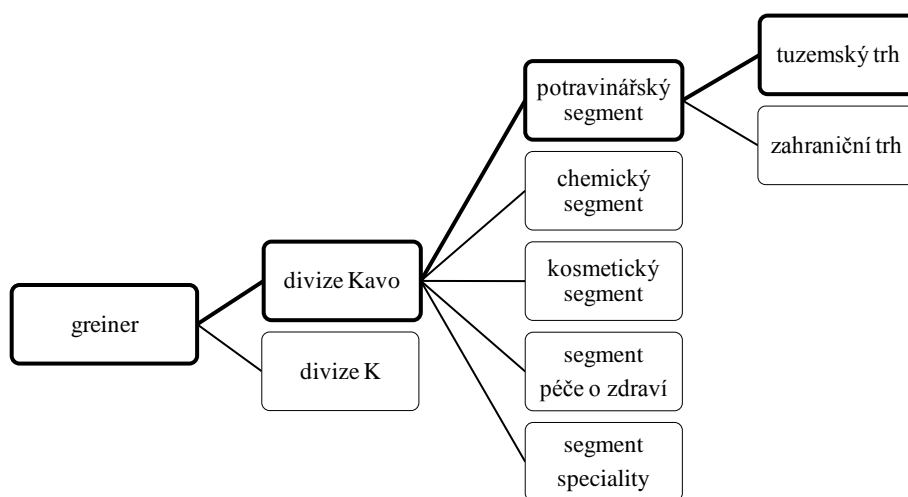 greiner
divize Kavo
divize K
potravinářský
segment
chemický
segment
kosmetický
segment
segment
péče o zdraví
segment
speciality
tuzemský trh
zahraniční trh